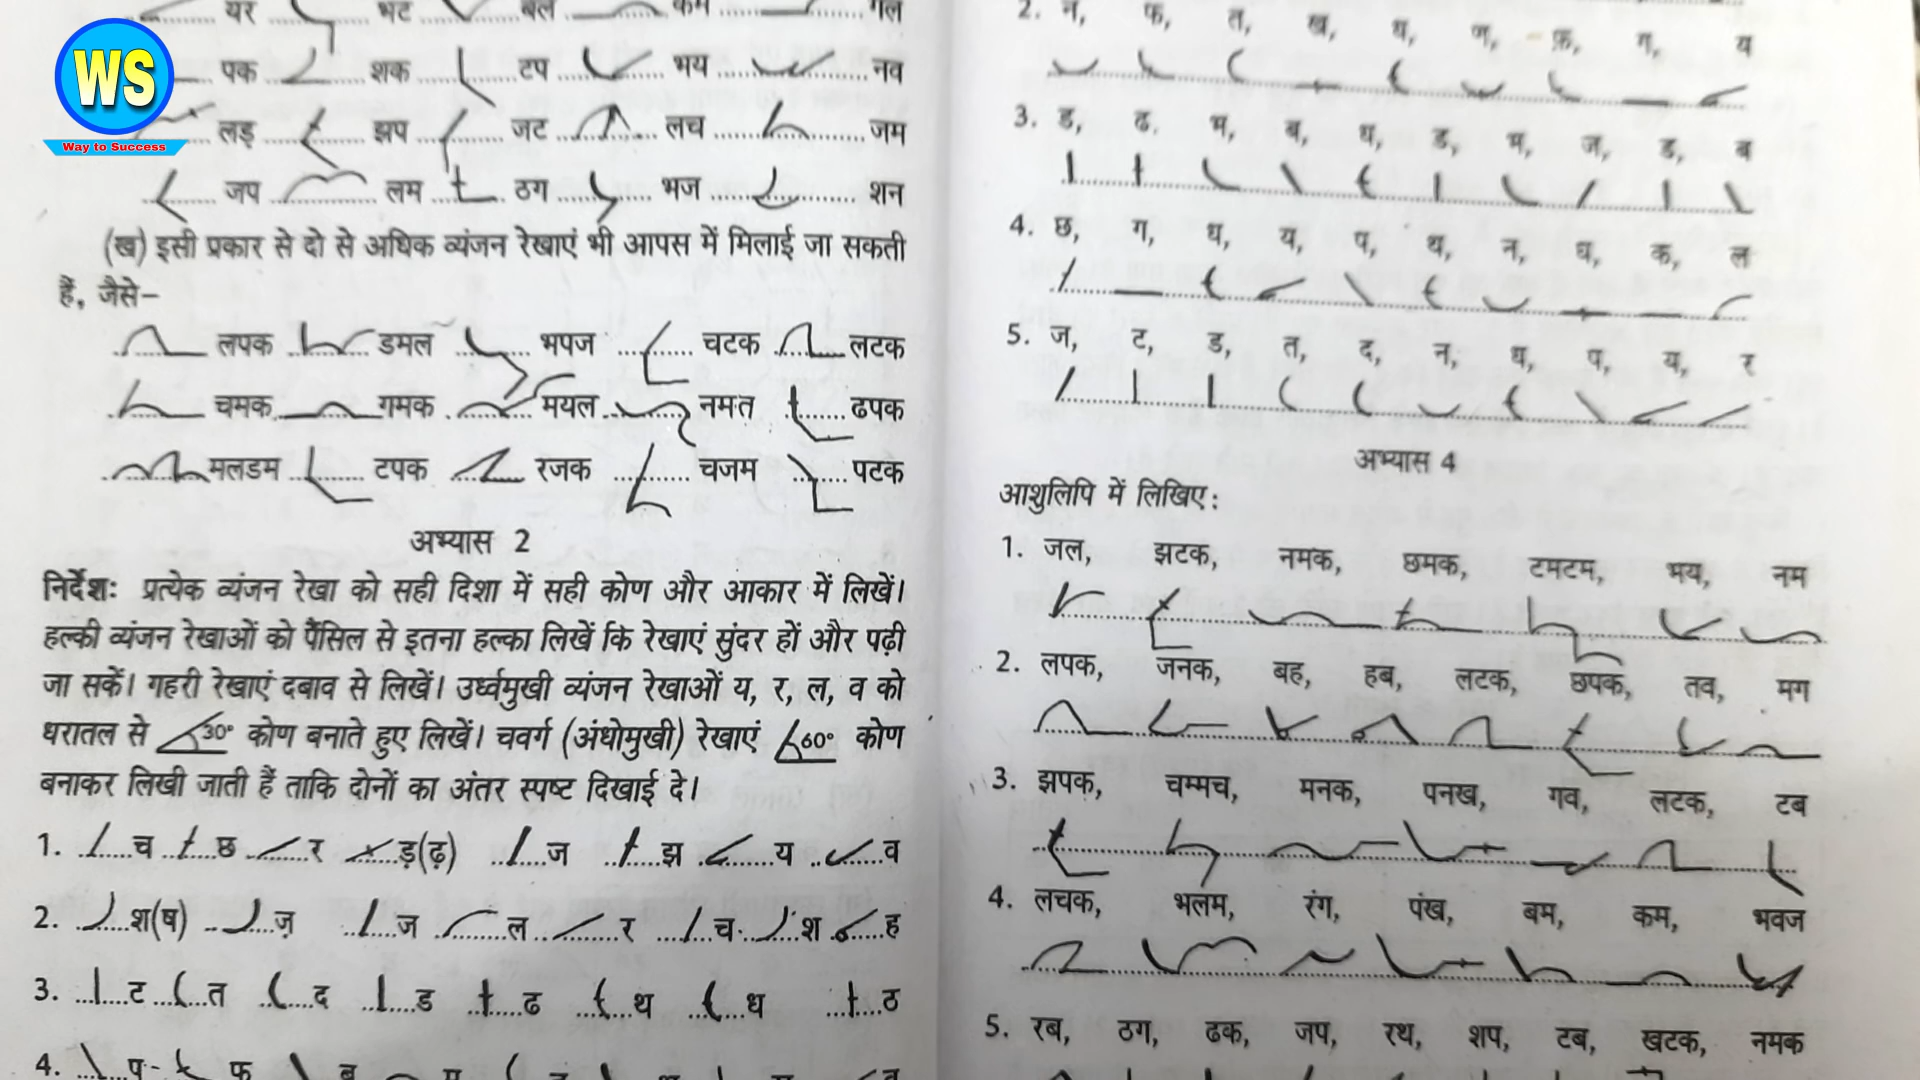 यर भट बल कम गल
WS
Way to Success
पक शक टप भय नव
लड़ झप जट लच जम
जप लम ठग भज शन
(ख) इसी प्रकार से दो से अधिक व्यंजन रेखाएं भी आपस में मिलाई जा सकती
हैं, जैसे–
लपक डमल भपज चटक लटक
चमक गमक मयल नमत ढपक
मलडम टपक रजक चजम पटक
अभ्यास 2
निर्देशः प्रत्येक व्यंजन रेखा को सही दिशा में सही कोण और आकार में लिखें।
हल्की व्यंजन रेखाओं को पैंसिल से इतना हल्का लिखें कि रेखाएं सुंदर हों और पढ़ी
जा सकें। गहरी रेखाएं दबाव से लिखें। उर्ध्वमुखी व्यंजन रेखाओं य, र, ल, व को
धरातल से 30° कोण बनाते हुए लिखें। चवर्ग (अंधोमुखी) रेखाएं 60° कोण
बनाकर लिखी जाती हैं ताकि दोनों का अंतर स्पष्ट दिखाई दे।
1. च छ र ड़(ढ़) ज झ य व
2. श(ष) ज़ ज ल र च श ह
3. ट त द ड ढ थ ध ठ
4. प फ ब म
2. न, फ, त, ख, थ, ण, फ़, ग, य
3. ड, ढ. भ, ब, ध, ड, भ, ज, ड, ब
4. छ, ग, ध, य, प, थ, न, ध, क, ल
5. ज, ट, ड, त, द, न, ध, प, य, र
अभ्यास 4
आशुलिपि में लिखिए:
1. जल, झटक, नमक, छमक, टमटम, भय, नम
2. लपक, जनक, बह, हब, लटक, छपक, तव, मग
3. झपक, चम्मच, मनक, पनख, गव, लटक, टब
4. लचक, भलम, रंग, पंख, बम, कम, भवज
5. रब, ठग, ढक, जप, रथ, शप, टब, खटक, नमक